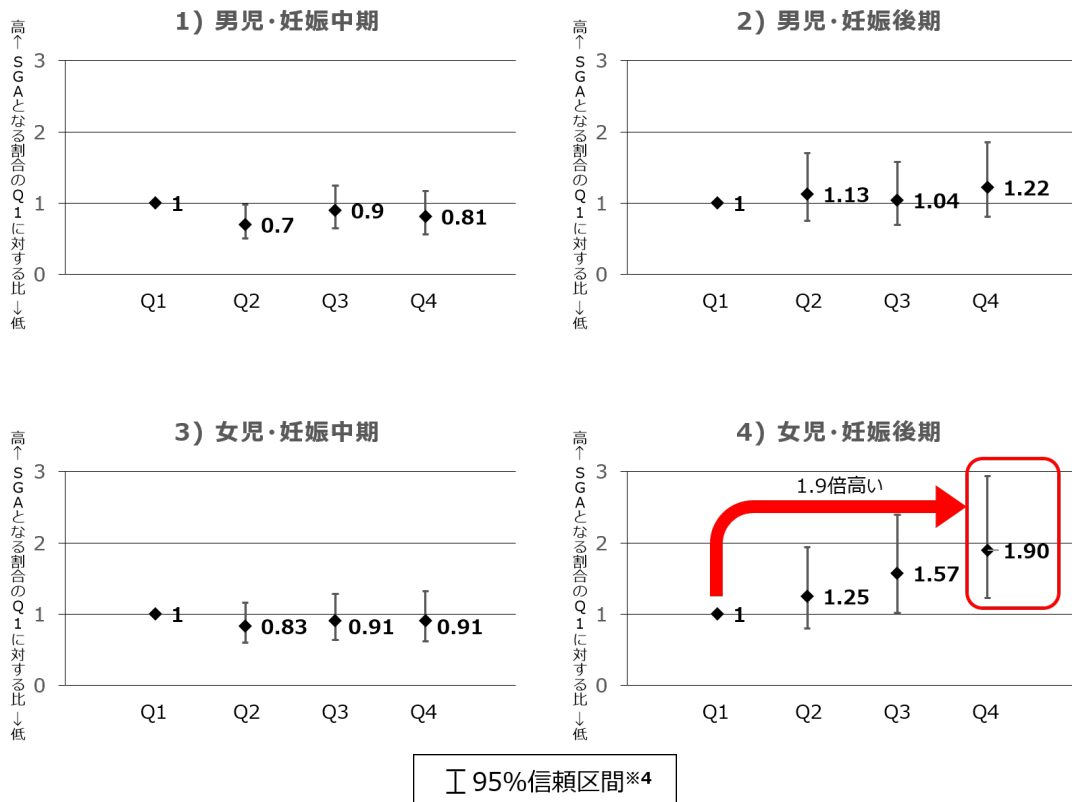 1) 男児・妊娠中期
高↑SGAとなる割合のQ1に対する比↓低
3
2
1
0
1
0.7
0.9
0.81
Q1 Q2 Q3 Q4
2) 男児・妊娠後期
高↑SGAとなる割合のQ1に対する比↓低
3
2
1
0
1
1.13
1.04
1.22
Q1 Q2 Q3 Q4
3) 女児・妊娠中期
高↑SGAとなる割合のQ1に対する比↓低
3
2
1
0
1
0.83
0.91
0.91
Q1 Q2 Q3 Q4
4) 女児・妊娠後期
高↑SGAとなる割合のQ1に対する比↓低
3
2
1
0
1.9倍高い
1
1.25
1.57
1.90
Q1 Q2 Q3 Q4
95%信頼区間※4